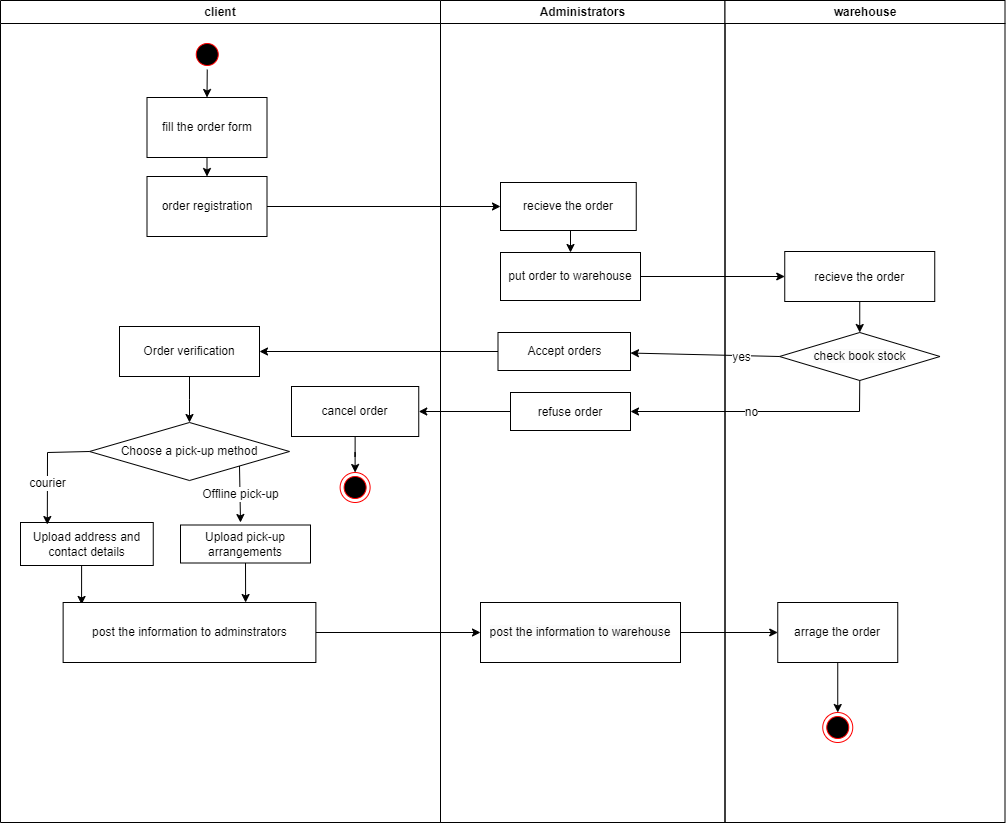 client
Administrators
warehouse
fill the order form
order registration
recieve the order
put order to warehouse
recieve the order
Order verification
Accept orders
yes
check book stock
cancel order
refuse order
no
Choose a pick-up method
courier
Offline pick-up
Upload address and
contact details
Upload pick-up
arrangements
post the information to adminstrators
post the information to warehouse
arrage the order